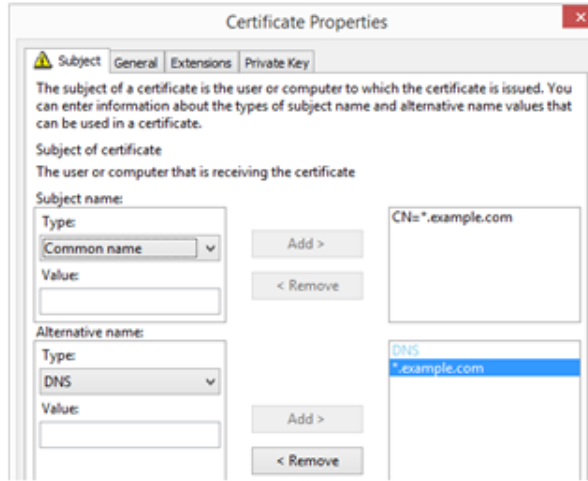 Certificate Properties
x
Subject General Extensions Private Key
The subject of a certificate is the user or computer to which the certificate is issued. You
can enter information about the types of subject name and alternative name values that
can be used in a certificate.
Subject of certificate
The user or computer that is receiving the certificate
Subject name:
Type:
Common name
Value:
Add >
< Remove
CN=*.example.com
Alternative name:
Type:
DNS
Value:
Add >
< Remove
DNS
*.example.com